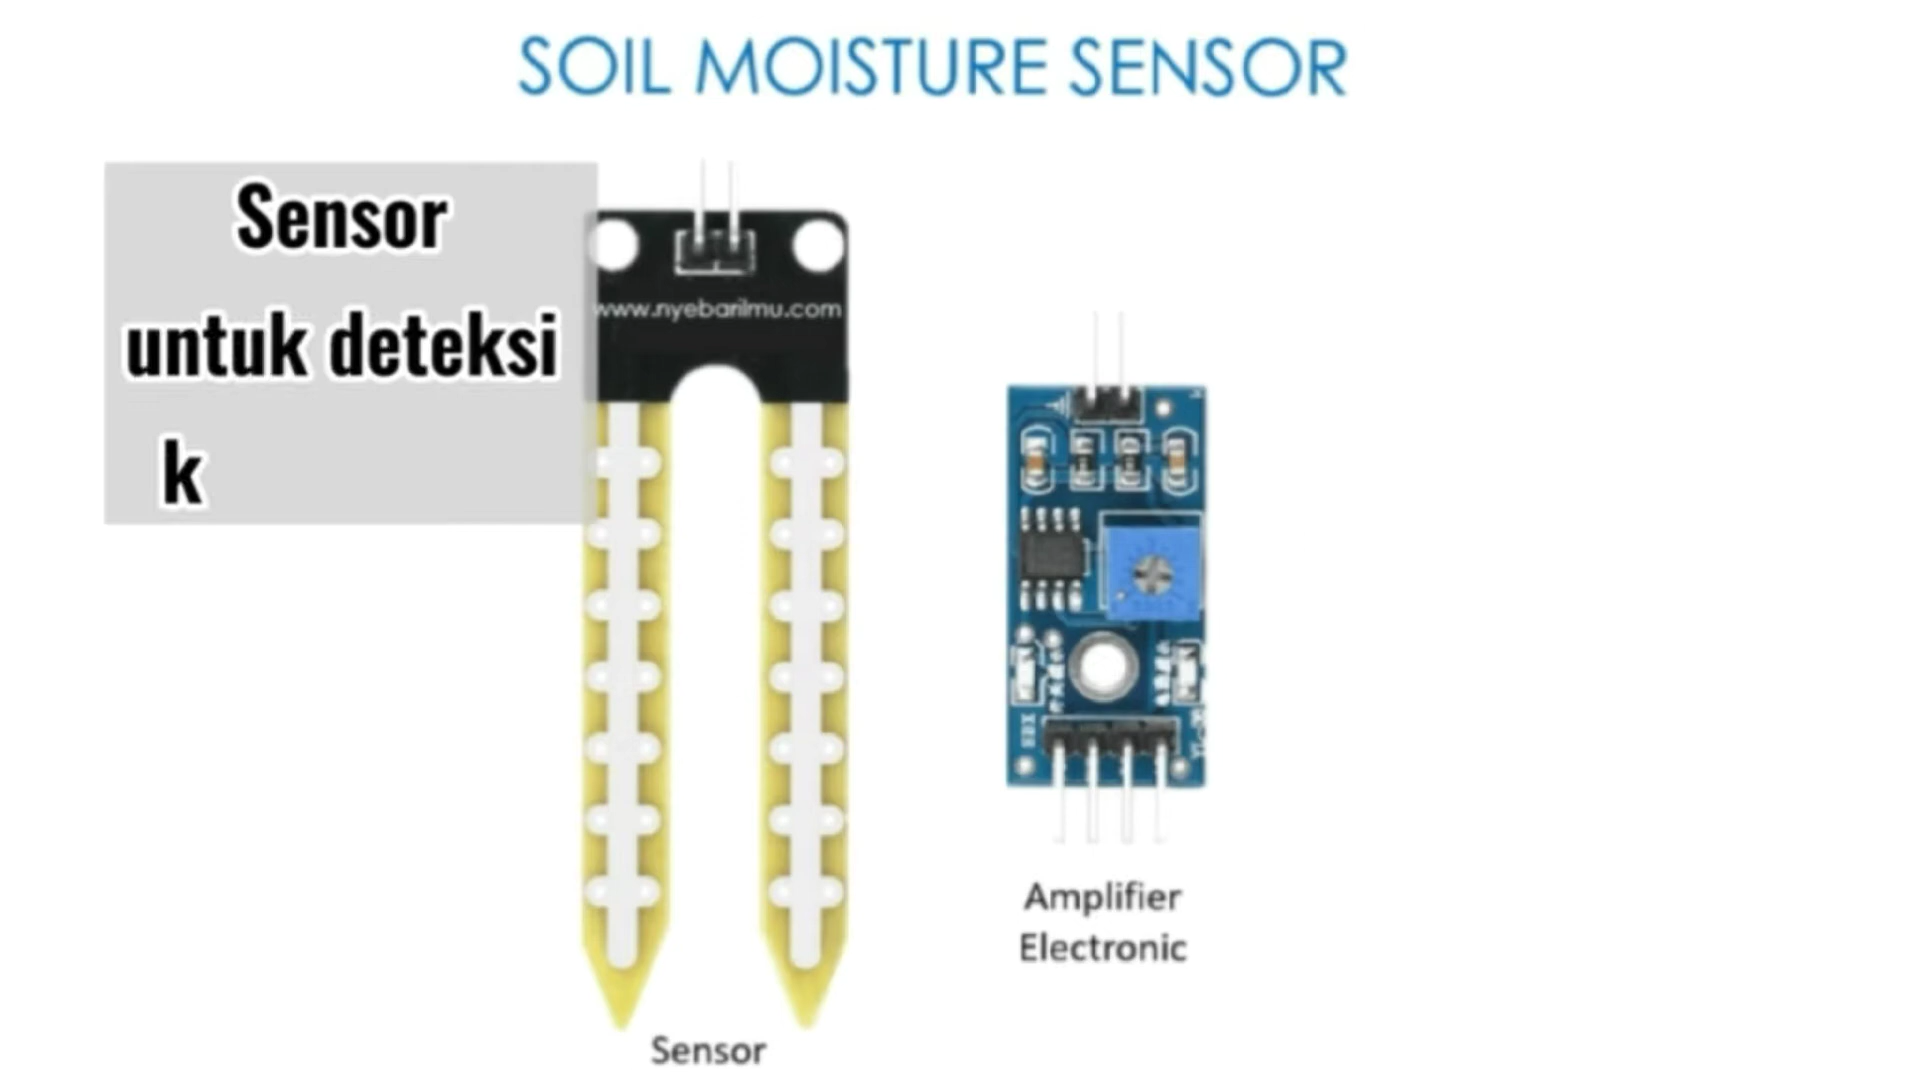 SOIL MOISTURE SENSOR
Sensor
untuk deteksi
k
www.nyebarilmu.com
Amplifier
Electronic
Sensor